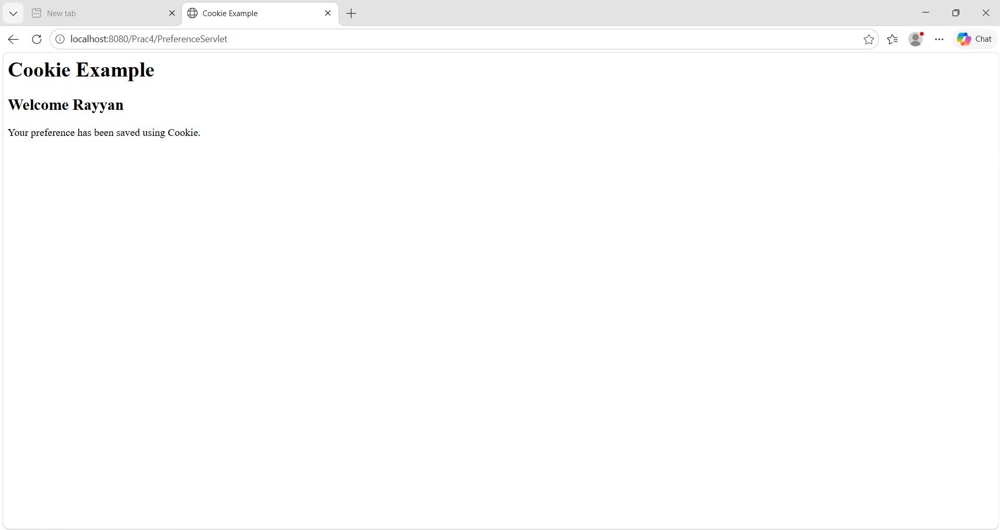 New tab
Cookie Example
localhost:8080/Prac4/PreferenceServlet
Chat
Cookie Example
Welcome Rayyan
Your preference has been saved using Cookie.